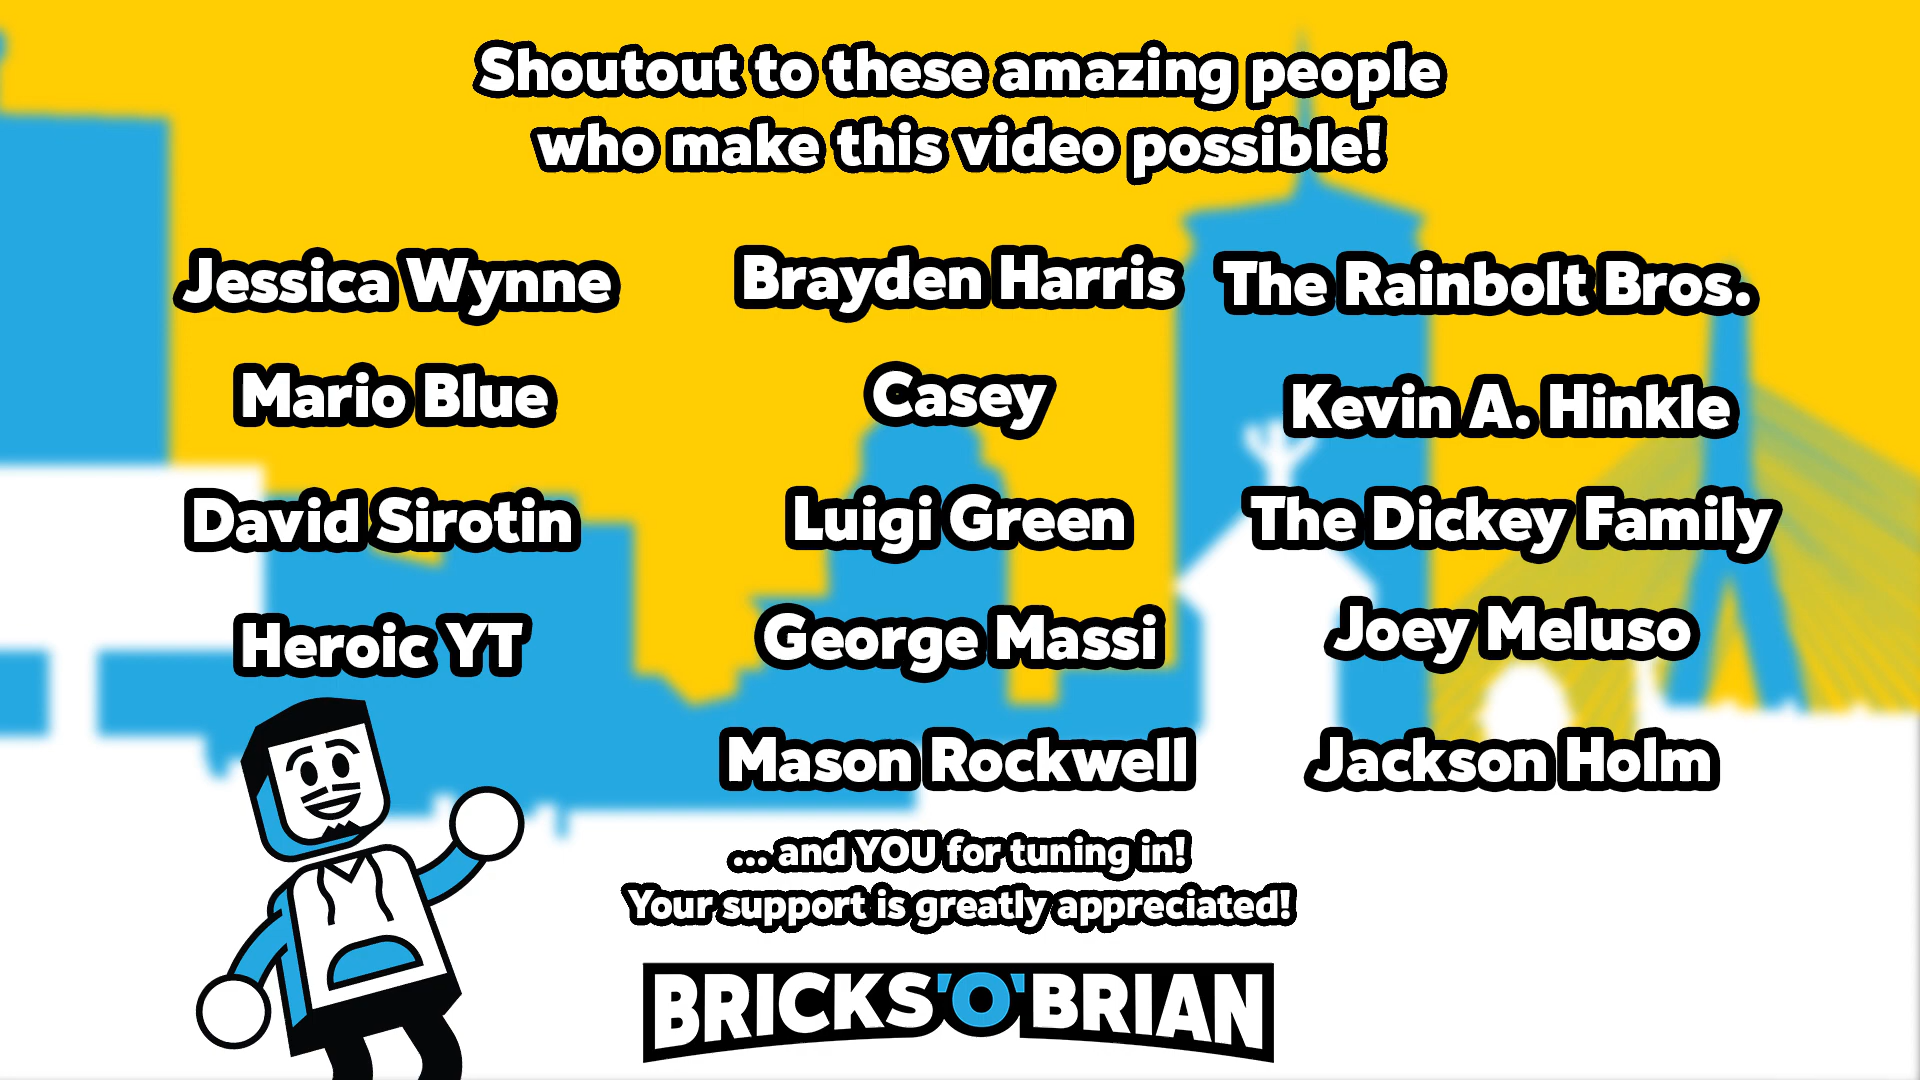 Shoutout to these amazing people
who make this video possible!
Jessica Wynne
Mario Blue
David Sirotin
Heroic YT
Brayden Harris
Casey
Luigi Green
George Massi
Mason Rockwell
The Rainbolt Bros.
Kevin A. Hinkle
The Dickey Family
Joey Meluso
Jackson Holm
... and YOU for tuning in!
Your support is greatly appreciated!
BRICKS'O'BRIAN